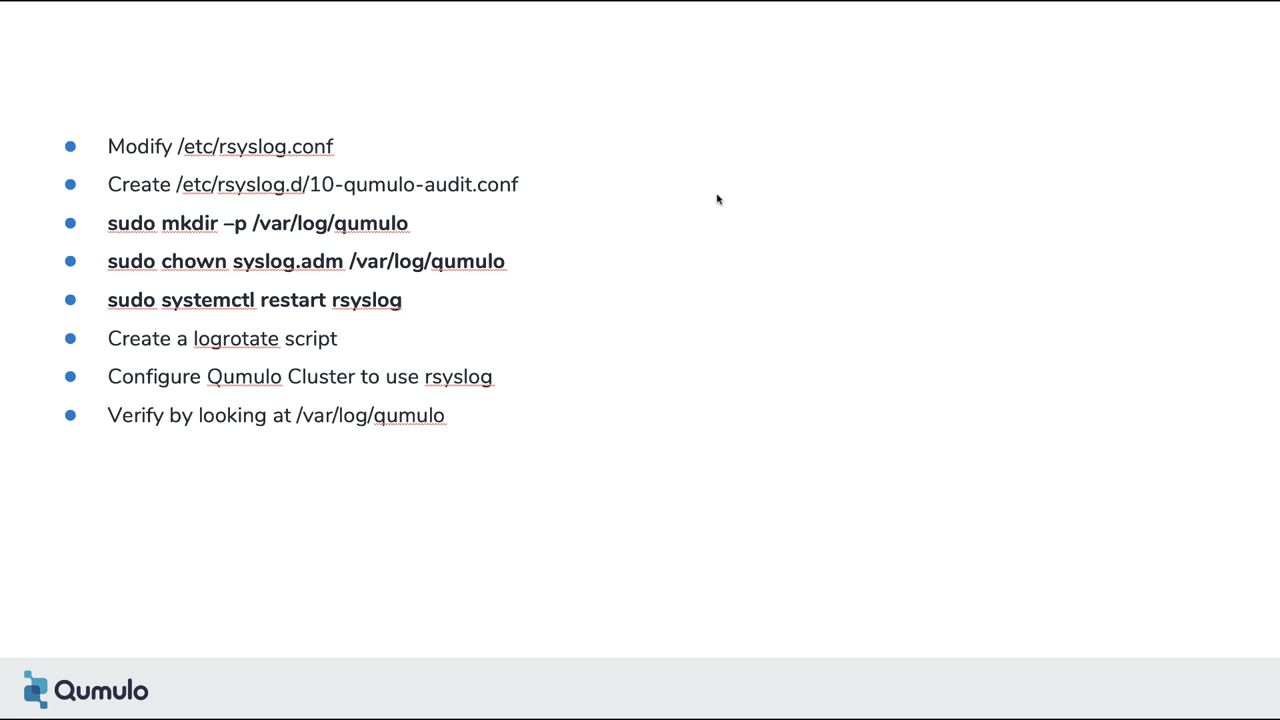 Modify /etc/rsyslog.conf
Create /etc/rsyslog.d/10-qumulo-audit.conf
sudo mkdir –p /var/log/qumulo
sudo chown syslog.adm /var/log/qumulo
sudo systemctl restart rsyslog
Create a logrotate script
Configure Qumulo Cluster to use rsyslog
Verify by looking at /var/log/qumulo
Qumulo